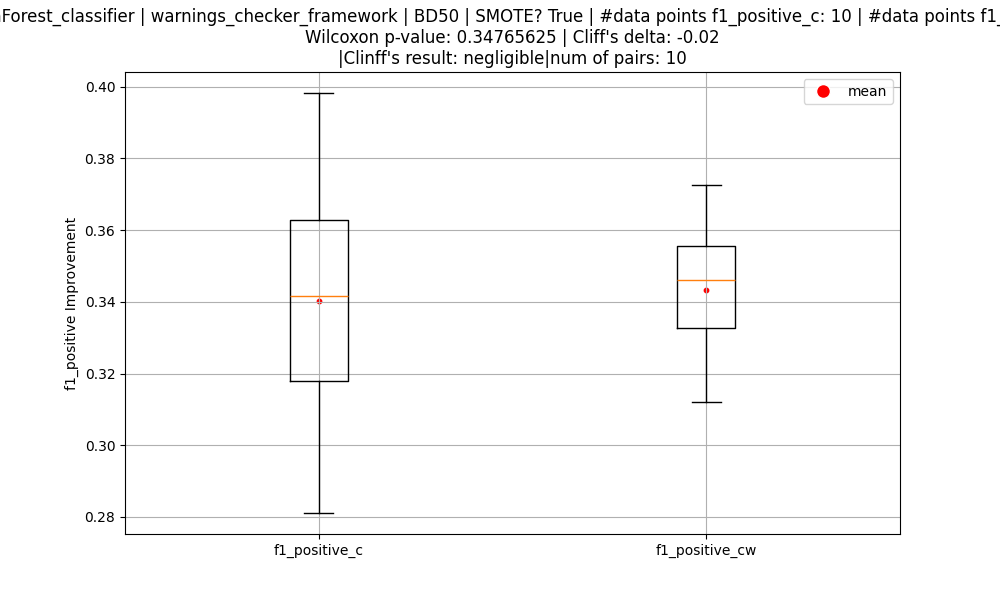 Forest_classifier | warnings_checker_framework | BD50 | SMOTE? True | #data points f1_positive_c: 10 | #data points f1_
Wilcoxon p-value: 0.34765625 | Cliff's delta: -0.02
|Clinff's result: negligible|num of pairs: 10
mean
0.40
0.38
0.36
0.34
0.32
0.30
0.28
f1_positive Improvement
f1_positive_c
f1_positive_cw